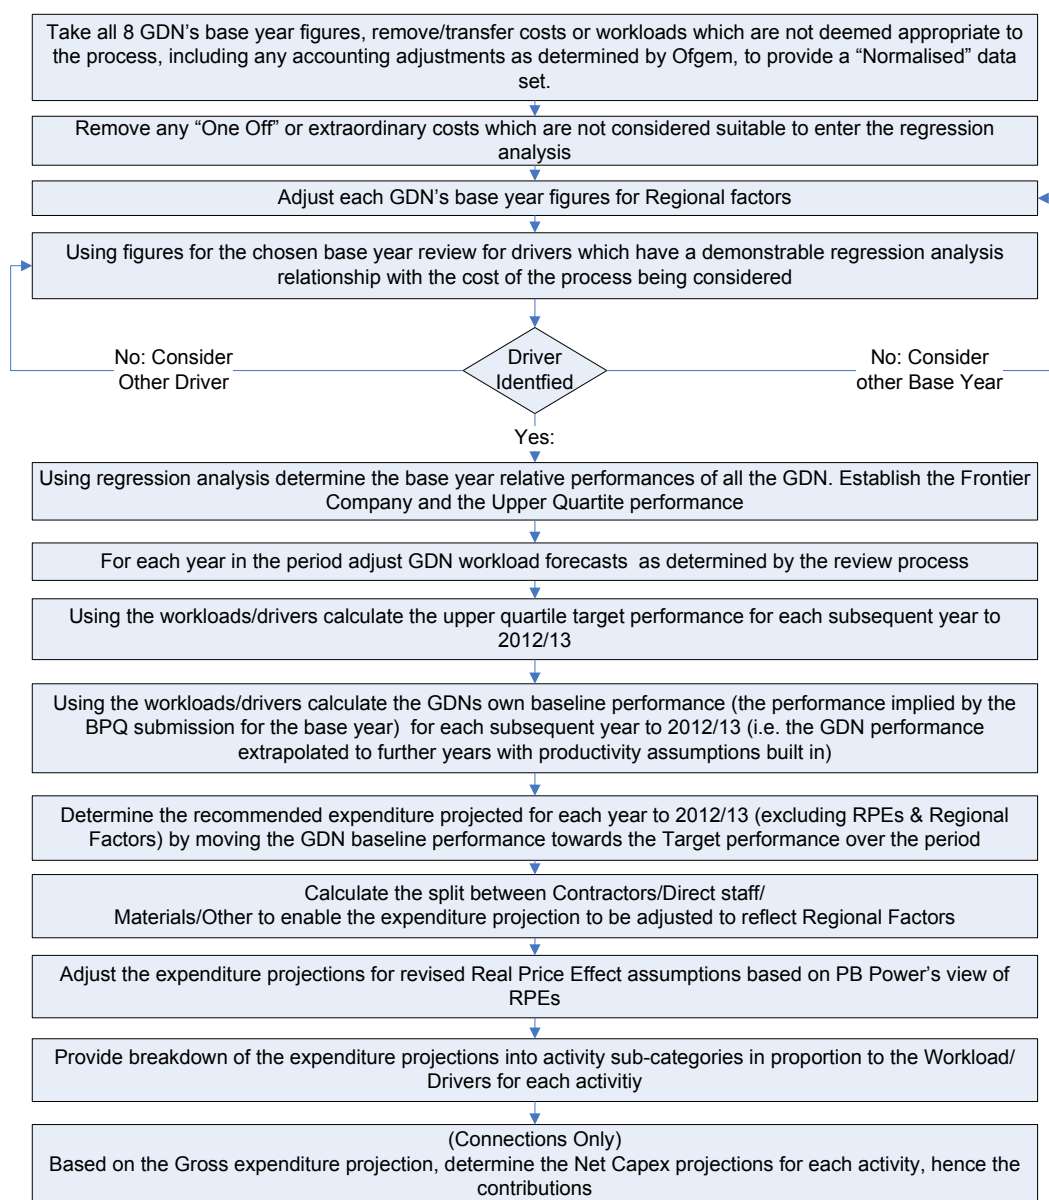 Take all 8 GDN's base year figures, remove/transfer costs or workloads which are not deemed appropriate to
the process, including any accounting adjustments as determined by Ofgem, to provide a “Normalised” data
set.
Remove any “One Off” or extraordinary costs which are not considered suitable to enter the regression
analysis
Adjust each GDN's base year figures for Regional factors
Using figures for the chosen base year review for drivers which have a demonstrable regression analysis
relationship with the cost of the process being considered
Driver
Identfied
No: Consider
Other Driver
No: Consider
other Base Year
Yes:
Using regression analysis determine the base year relative performances of all the GDN. Establish the Frontier
Company and the Upper Quartite performance
For each year in the period adjust GDN workload forecasts  as determined by the review process
Using the workloads/drivers calculate the upper quartile target performance for each subsequent year to
2012/13
Using the workloads/drivers calculate the GDNs own baseline performance (the performance implied by the
BPQ submission for the base year)  for each subsequent year to 2012/13 (i.e. the GDN performance
extrapolated to further years with productivity assumptions built in)
Determine the recommended expenditure projected for each year to 2012/13 (excluding RPEs & Regional
Factors) by moving the GDN baseline performance towards the Target performance over the period
Calculate the split between Contractors/Direct staff/
Materials/Other to enable the expenditure projection to be adjusted to reflect Regional Factors
Adjust the expenditure projections for revised Real Price Effect assumptions based on PB Power's view of
RPEs
Provide breakdown of the expenditure projections into activity sub-categories in proportion to the Workload/
Drivers for each activitiy
(Connections Only)
Based on the Gross expenditure projection, determine the Net Capex projections for each activity, hence the
contributions